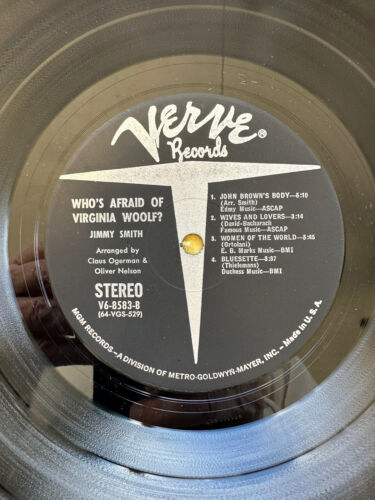 Verve®
Records
WHO'S AFRAID OF
VIRGINIA WOOLF?
JIMMY SMITH
Arranged by
Claus Ogerman &
Oliver Nelson
STEREO
V6-8583-B
(64-VGS-529)
1. JOHN BROWN'S BODY—5:10
(Arr. Smith)
Edmy Music—ASCAP
2. WIVES AND LOVERS—3:14
(David-Bacharach
Famous Music—ASCAP
3. WOMEN OF THE WORLD—5:45
(Ortolani)
E. B. Marks Music—BMI
4. BLUESETTE—8:37
(Thielemans)
Duchess Music—BMI
MGM RECORDS—A DIVISION OF METRO-GOLDWYN-MAYER, INC.—Made in U.S.A.